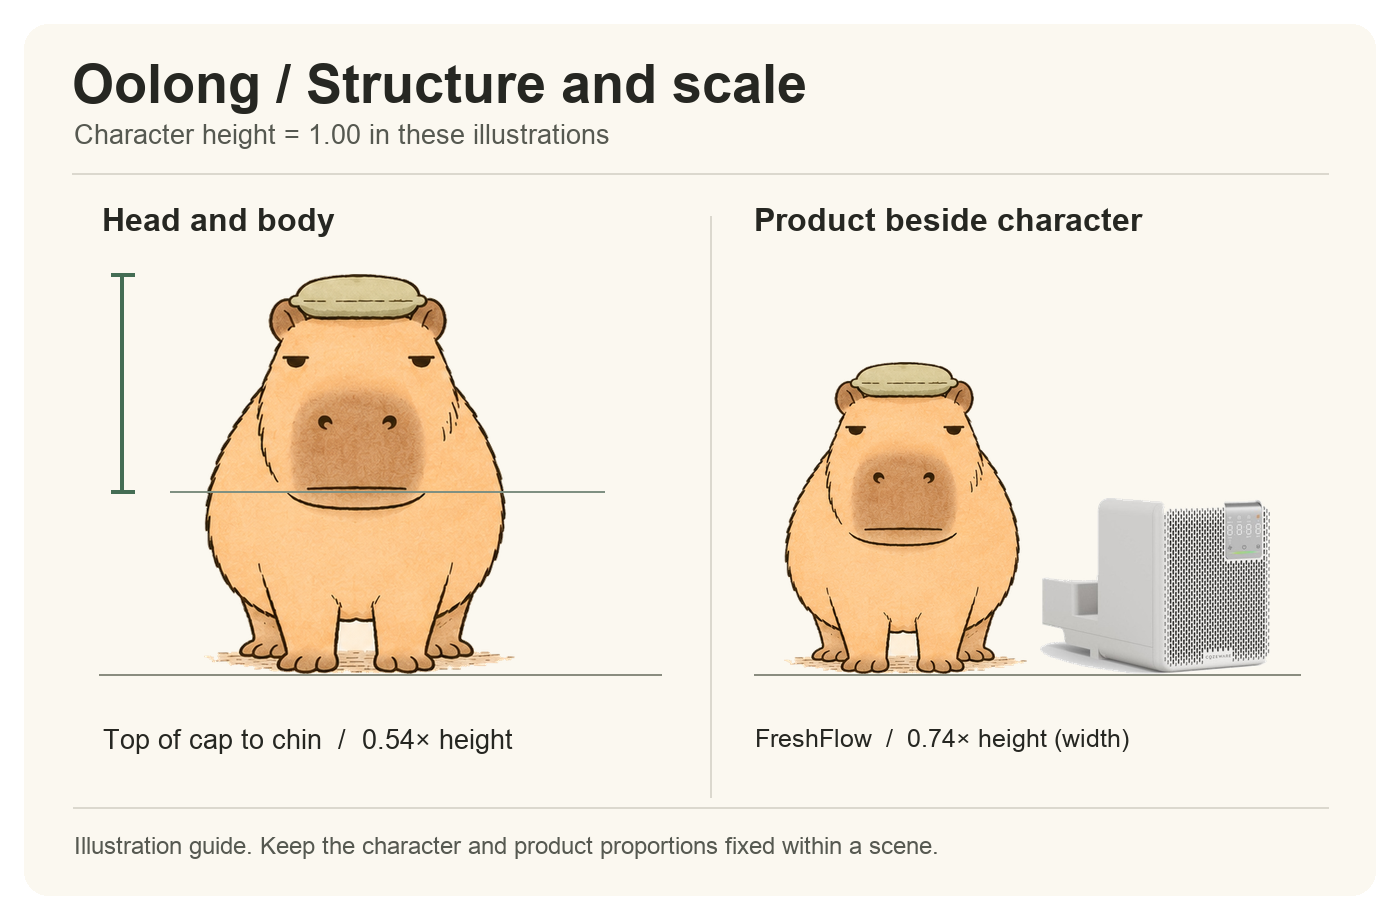 Oolong / Structure and scale
Character height = 1.00 in these illustrations
Head and body
Product beside character
Top of cap to chin / 0.54× height
FreshFlow / 0.74× height (width)
Illustration guide. Keep the character and product proportions fixed within a scene.